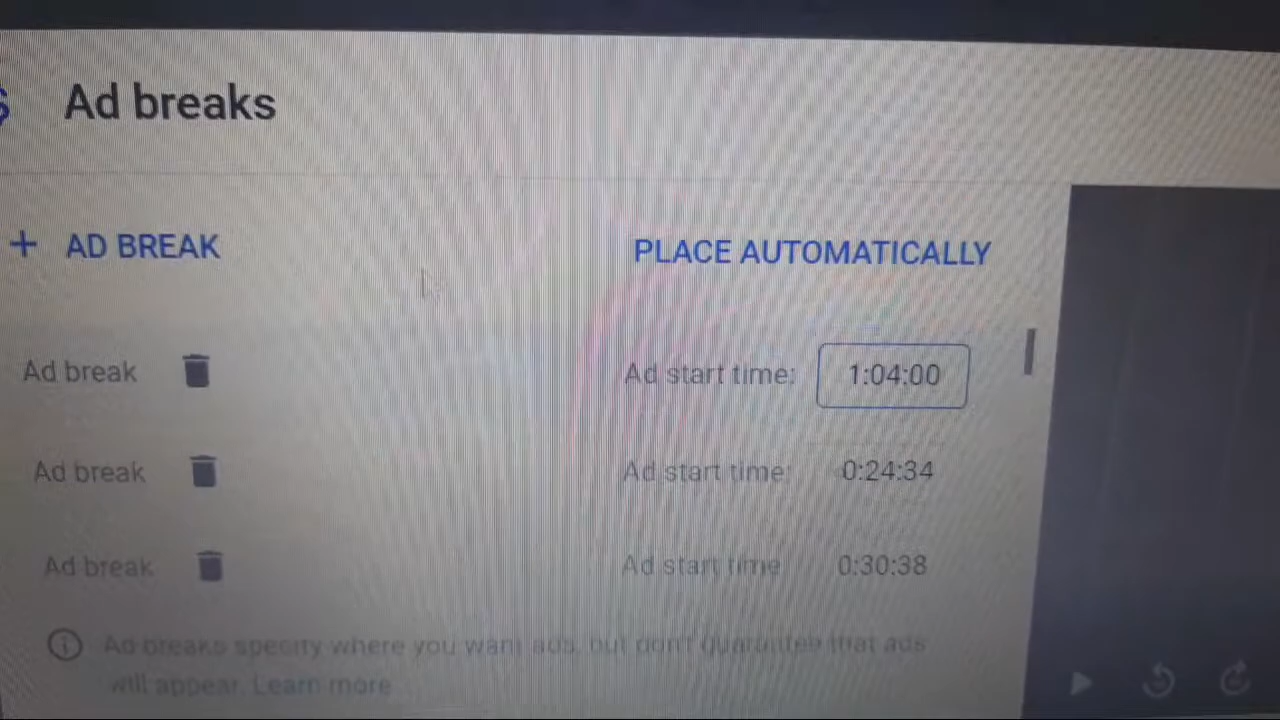 Ad breaks
+ AD BREAK PLACE AUTOMATICALLY
Ad break Ad start time: 1:04:00
Ad break Ad start time: 0:24:34
Ad break Ad start time 0:30:38
Ad breaks specify where you want ads, but don't guarantee that ads
will appear. Learn more